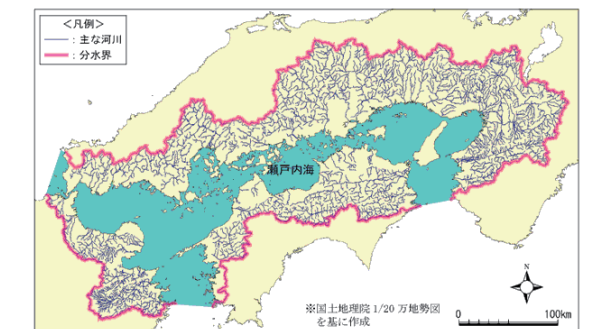 <凡例>
:主な河川
:分水界
瀬戸内海
※国土地理院 1/20 万地勢図
を基に作成
N
0 100km